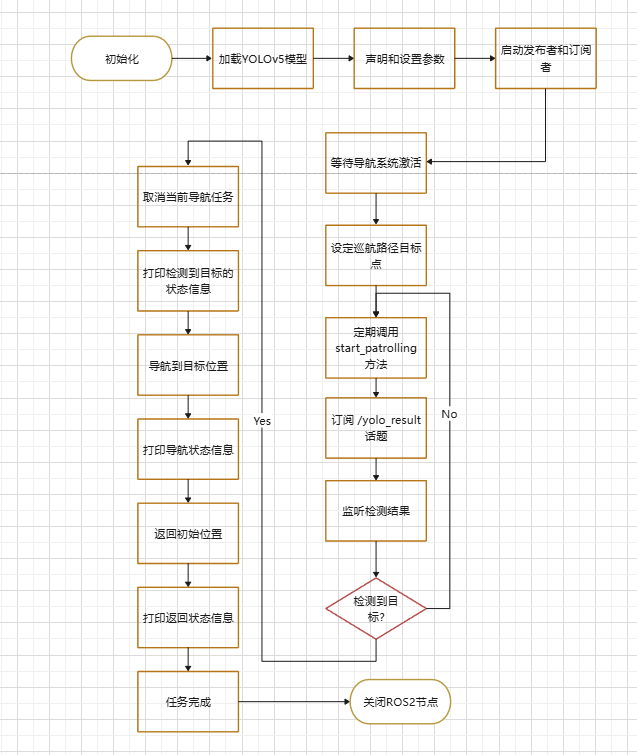 初始化
加载YOLOv5模型
声明和设置参数
启动发布者和订阅
者
等待导航系统激活
设定巡航路径目标
点
定期调用
start_patrolling
方法
订阅 /yolo_result
话题
监听检测结果
检测到目
标?
No
Yes
取消当前导航任务
打印检测到目标的
状态信息
导航到目标位置
打印导航状态信息
返回初始位置
打印返回状态信息
任务完成
关闭ROS2节点